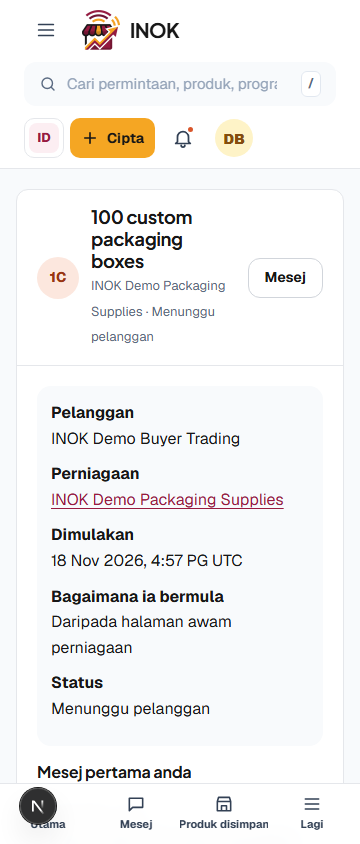 INOK
Cari permintaan, produk, progra
/
ID
+ Cipta
DB
100 custom
packaging
boxes
1C
INOK Demo Packaging
Supplies · Menunggu
pelanggan
Mesej
Pelanggan
INOK Demo Buyer Trading
Perniagaan
INOK Demo Packaging Supplies
Dimulakan
18 Nov 2026, 4:57 PG UTC
Bagaimana ia bermula
Daripada halaman awam
perniagaan
Status
Menunggu pelanggan
Mesej pertama anda
N
Utama
Mesej
Produk disimpan
Lagi